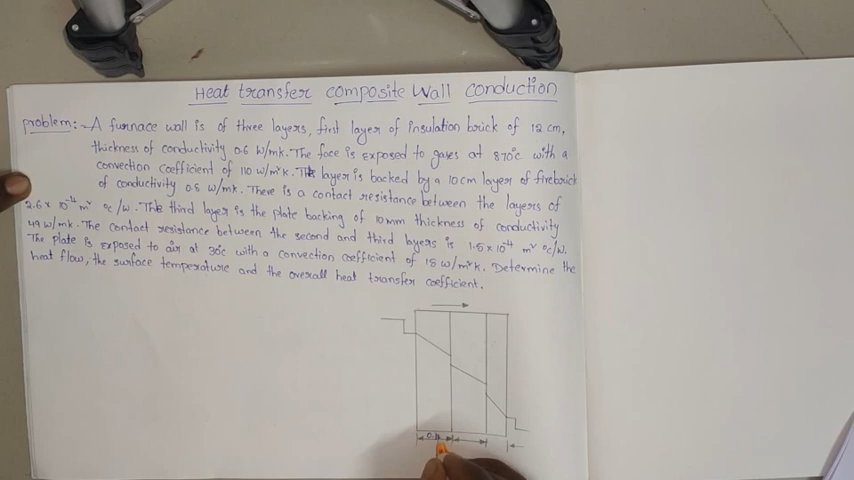 Heat transfer composite Wall conduction
problem:- A furnace wall is of three layers, first layer of insulation brick of 12 cm,
thickness of conductivity 0.6 W/mk. The face is exposed to gases at 870°c with a
convection coefficient of 110 w/m²k. The layer is backed by a 10cm layer of firebrick
of conductivity 0.8 w/mk. There is a contact resistance between the layers of
2.6 x 10⁻⁴ m² °c/w. The third layer is the plate backing of 10mm thickness of conductivity
49 w/mk. The contact resistance between the second and third layers is 1.5 x 10⁻⁴ m² °c/w.
The plate is exposed to air at 30°c with a convection coefficient of 15 w/m²k. Determine the
heat flow, the surface temperature and the overall heat transfer coefficient.